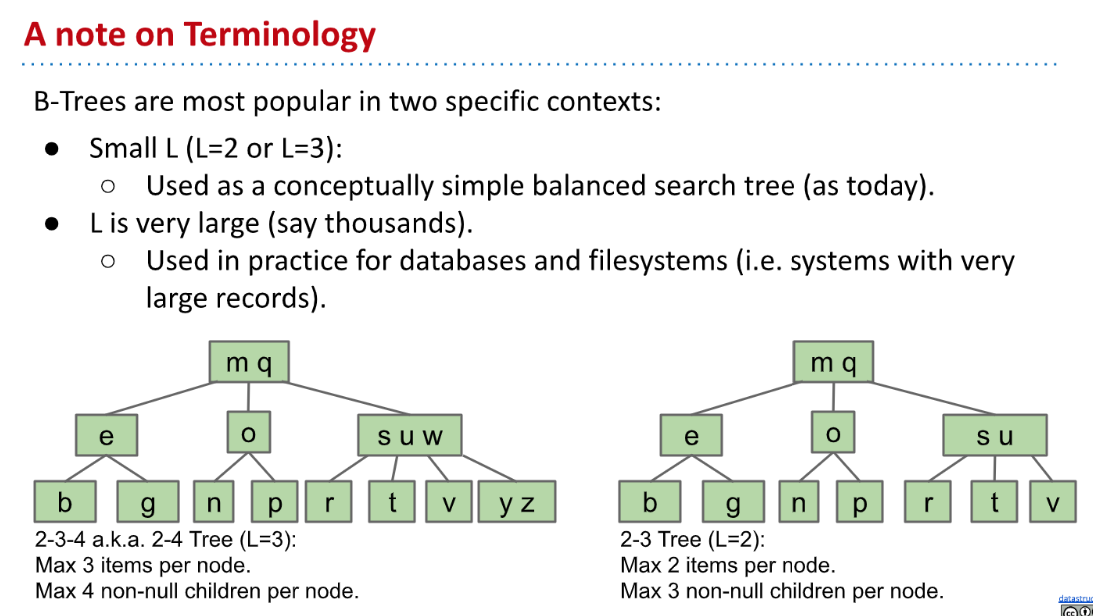 A note on Terminology
B-Trees are most popular in two specific contexts:
● Small L (L=2 or L=3):
○ Used as a conceptually simple balanced search tree (as today).
● L is very large (say thousands).
○ Used in practice for databases and filesystems (i.e. systems with very
large records).
m q
e o s u w
b g n p r t v y z
2-3-4 a.k.a. 2-4 Tree (L=3):
Max 3 items per node.
Max 4 non-null children per node.
m q
e o s u
b g n p r t v
2-3 Tree (L=2):
Max 2 items per node.
Max 3 non-null children per node.
datastruc
cc